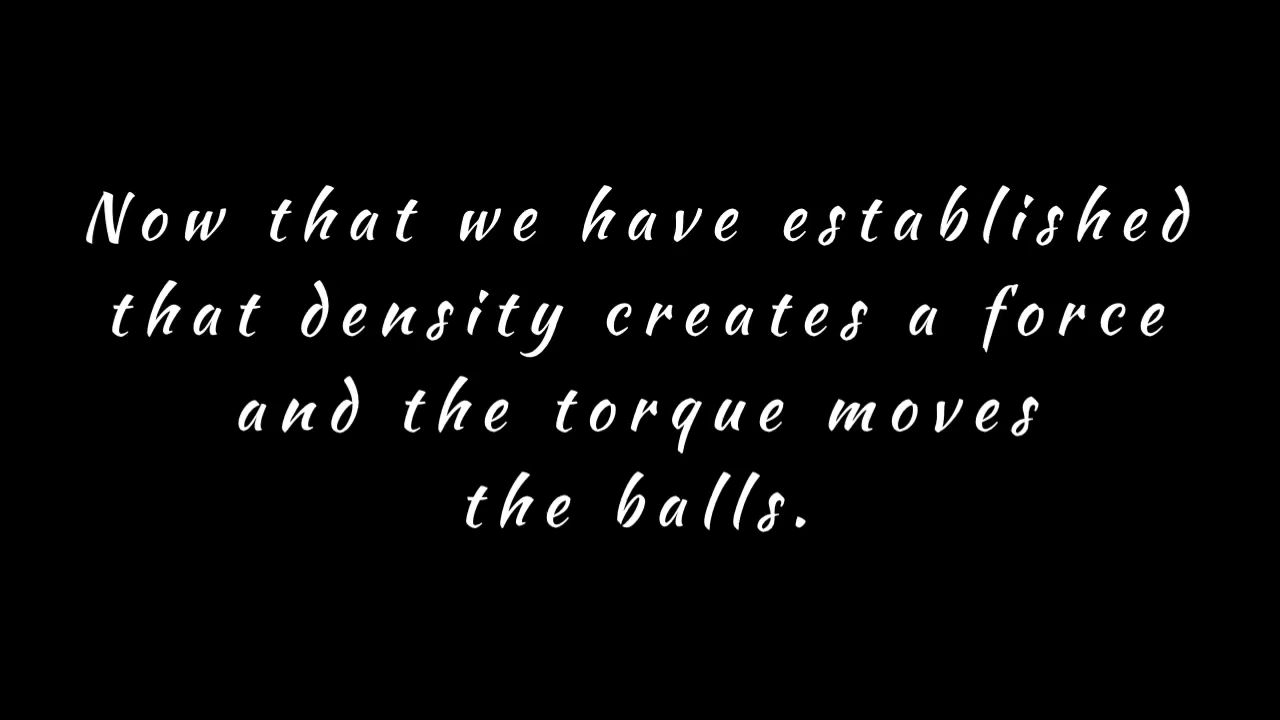 Now that we have established
that density creates a force
and the torque moves
the balls.